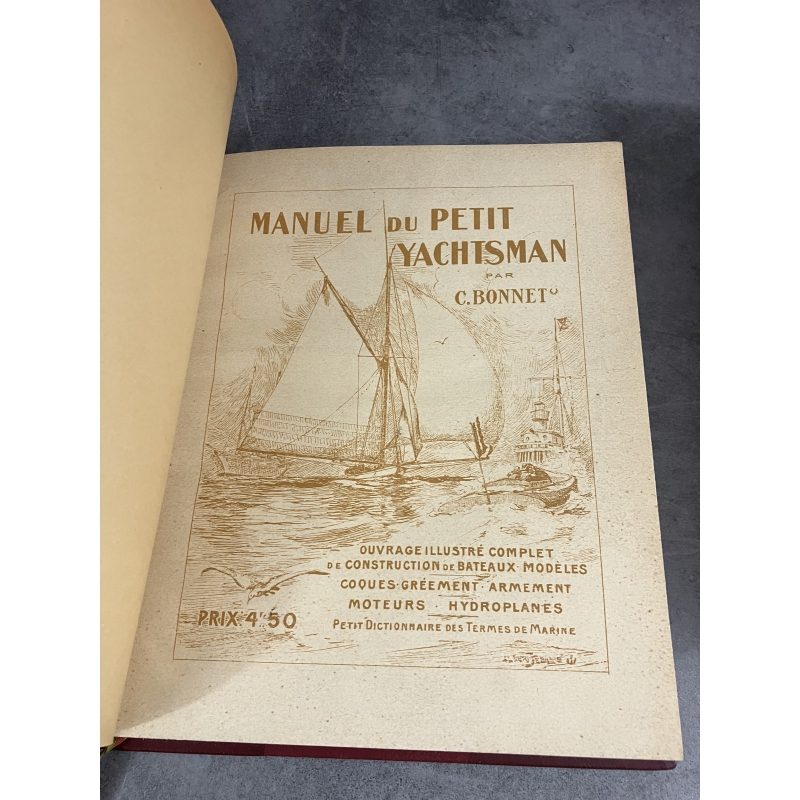 MANUEL DU PETIT
YACHTSMAN
PAR
C. BONNET
OUVRAGE ILLUSTRÉ COMPLET
DE CONSTRUCTION DE BATEAUX · MODÈLES
COQUES · GRÉEMENT · ARMEMENT
MOTEURS · HYDROPLANES
PETIT DICTIONNAIRE DES TERMES DE MARINE
PRIX 4F 50